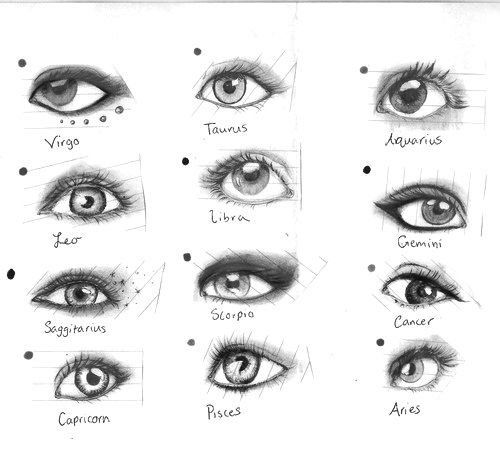 Virgo
Taurus
Aquarius
Leo
Libra
Gemini
Saggitarius
Scorpio
Cancer
Capricorn
Pisces
Aries